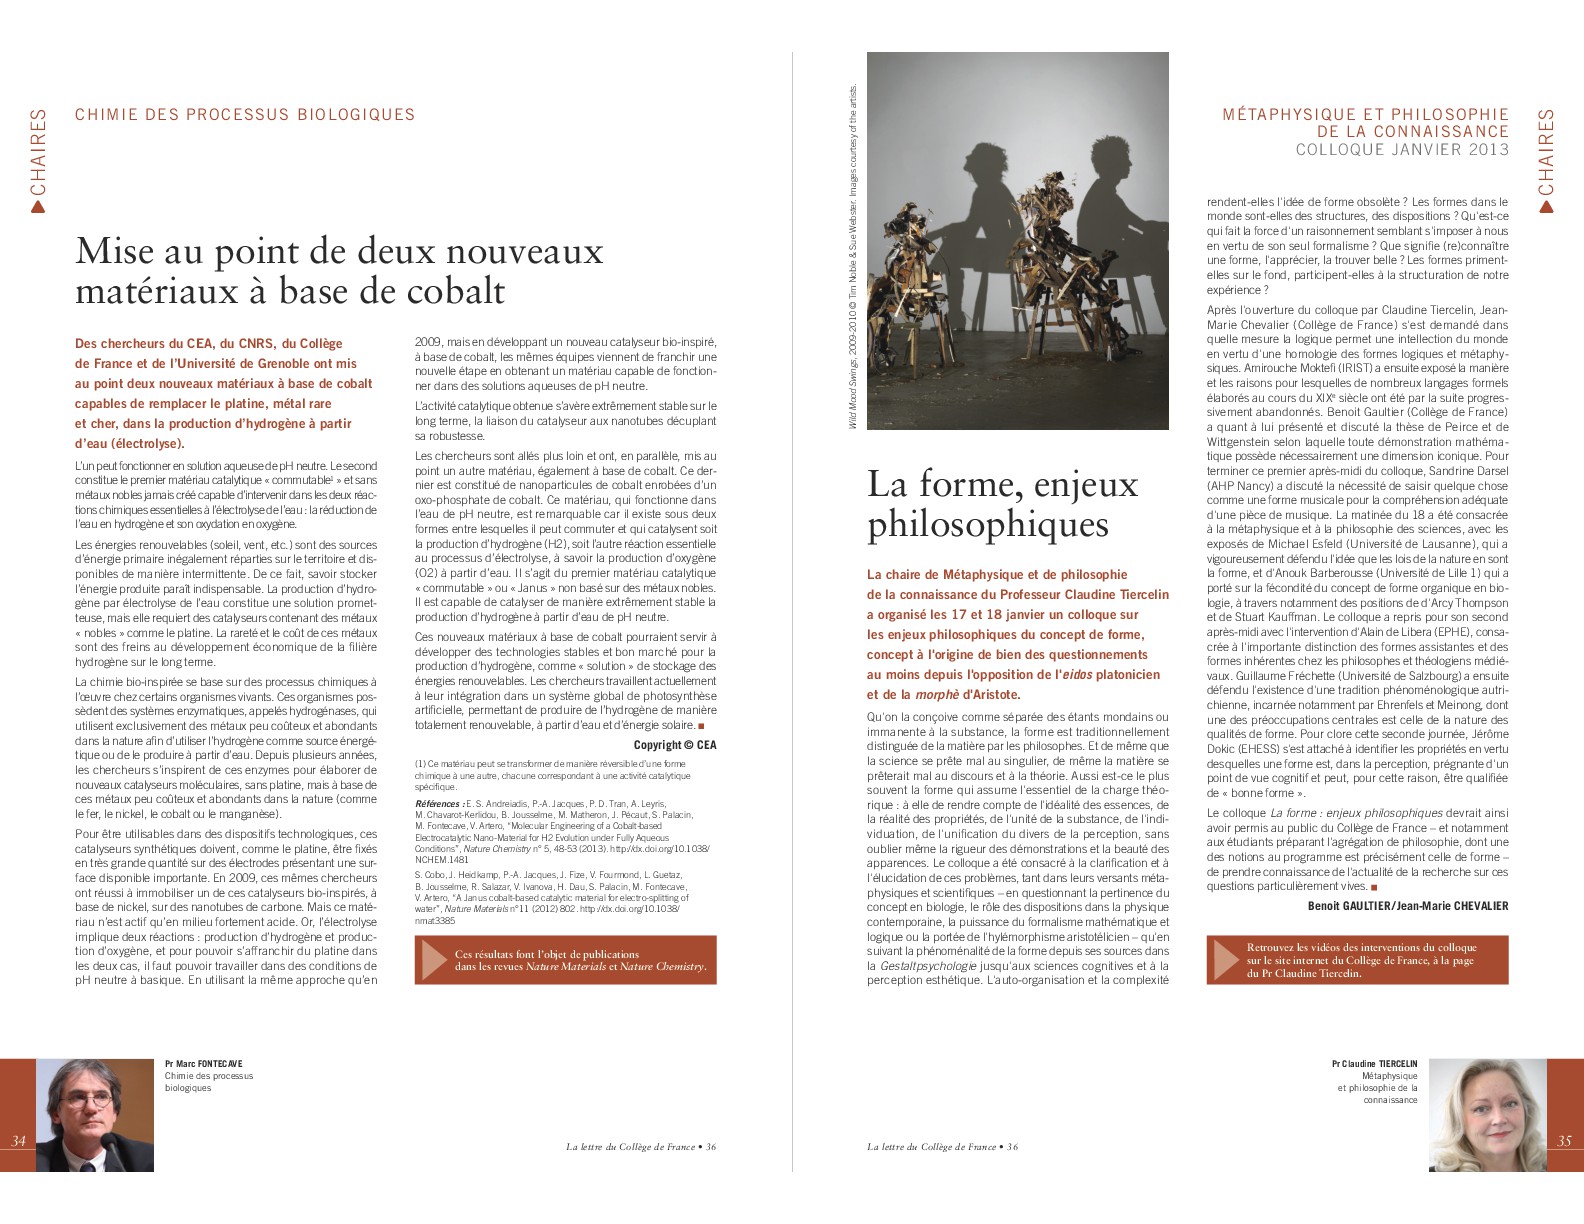 CHAIRES
CHIMIE DES PROCESSUS BIOLOGIQUES
Mise au point de deux nouveaux
matériaux à base de cobalt
Des chercheurs du CEA, du CNRS, du Collège
de France et de l'Université de Grenoble ont mis
au point deux nouveaux matériaux à base de cobalt
capables de remplacer le platine, métal rare
et cher, dans la production d'hydrogène à partir
d'eau (électrolyse).
L'un peut fonctionner en solution aqueuse de pH neutre. Le second
constitue le premier matériau catalytique « commutable¹ » et sans
métaux nobles jamais créé capable d'intervenir dans les deux réac-
tions chimiques essentielles à l'électrolyse de l'eau : la réduction de
l'eau en hydrogène et son oxydation en oxygène.
Les énergies renouvelables (soleil, vent, etc.) sont des sources
d'énergie primaire inégalement réparties sur le territoire et dis-
ponibles de manière intermittente. De ce fait, savoir stocker
l'énergie produite paraît indispensable. La production d'hydro-
gène par électrolyse de l'eau constitue une solution promet-
teuse, mais elle requiert des catalyseurs contenant des métaux
« nobles » comme le platine. La rareté et le coût de ces métaux
sont des freins au développement économique de la filière
hydrogène sur le long terme.
La chimie bio-inspirée se base sur des processus chimiques à
l'œuvre chez certains organismes vivants. Ces organismes pos-
sèdent des systèmes enzymatiques, appelés hydrogénases, qui
utilisent exclusivement des métaux peu coûteux et abondants
dans la nature afin d'utiliser l'hydrogène comme source énergé-
tique ou de le produire à partir d'eau. Depuis plusieurs années,
les chercheurs s'inspirent de ces enzymes pour élaborer de
nouveaux catalyseurs moléculaires, sans platine, mais à base de
ces métaux peu coûteux et abondants dans la nature (comme
le fer, le nickel, le cobalt ou le manganèse).
Pour être utilisables dans des dispositifs technologiques, ces
catalyseurs synthétiques doivent, comme le platine, être fixés
en très grande quantité sur des électrodes présentant une sur-
face disponible importante. En 2009, ces mêmes chercheurs
ont réussi à immobiliser un de ces catalyseurs bio-inspirés, à
base de nickel, sur des nanotubes de carbone. Mais ce maté-
riau n'est actif qu'en milieu fortement acide. Or, l'électrolyse
implique deux réactions : production d'hydrogène et produc-
tion d'oxygène, et pour pouvoir s'affranchir du platine dans
les deux cas, il faut pouvoir travailler dans des conditions de
pH neutre à basique. En utilisant la même approche qu'en
2009, mais en développant un nouveau catalyseur bio-inspiré,
à base de cobalt, les mêmes équipes viennent de franchir une
nouvelle étape en obtenant un matériau capable de fonction-
ner dans des solutions aqueuses de pH neutre.
L'activité catalytique obtenue s'avère extrêmement stable sur le
long terme, la liaison du catalyseur aux nanotubes décuplant
sa robustesse.
Les chercheurs sont allés plus loin et ont, en parallèle, mis au
point un autre matériau, également à base de cobalt. Ce der-
nier est constitué de nanoparticules de cobalt enrobées d'un
oxo-phosphate de cobalt. Ce matériau, qui fonctionne dans
l'eau de pH neutre, est remarquable car il existe sous deux
formes entre lesquelles il peut commuter et qui catalysent soit
la production d'hydrogène (H2), soit l'autre réaction essentielle
au processus d'électrolyse, à savoir la production d'oxygène
(O2) à partir d'eau. Il s'agit du premier matériau catalytique
« commutable » ou « Janus » non basé sur des métaux nobles.
Il est capable de catalyser de manière extrêmement stable la
production d'hydrogène à partir d'eau de pH neutre.
Ces nouveaux matériaux à base de cobalt pourraient servir à
développer des technologies stables et bon marché pour la
production d'hydrogène, comme « solution » de stockage des
énergies renouvelables. Les chercheurs travaillent actuellement
à leur intégration dans un système global de photosynthèse
artificielle, permettant de produire de l'hydrogène de manière
totalement renouvelable, à partir d'eau et d'énergie solaire. ■
Copyright © CEA
(1) Ce matériau peut se transformer de manière réversible d'une forme
chimique à une autre, chacune correspondant à une activité catalytique
spécifique.
Références : E. S. Andreiadis, P.-A. Jacques, P. D. Tran, A. Leyris,
M. Chavarot-Kerlidou, B. Jousselme, M. Matheron, J. Pécaut, S. Palacin,
M. Fontecave, V. Artero, "Molecular Engineering of a Cobalt-based
Electrocatalytic Nano-Material for H2 Evolution under Fully Aqueous
Conditions", Nature Chemistry n° 5, 48-53 (2013). http://dx.doi.org/10.1038/
NCHEM.1481
S. Cobo, J. Heidkamp, P.-A. Jacques, J. Fize, V. Fourmond, L. Guetaz,
B. Jousselme, R. Salazar, V. Ivanova, H. Dau, S. Palacin, M. Fontecave,
V. Artero, "A Janus cobalt-based catalytic material for electro-splitting of
water", Nature Materials n°11 (2012) 802. http://dx.doi.org/10.1038/
nmat3385
Ces résultats font l'objet de publications
dans les revues Nature Materials et Nature Chemistry.
Pr Marc FONTECAVE
Chimie des processus
biologiques
34
La lettre du Collège de France • 36
Wild Mood Swings, 2009-2010 © Tim Noble & Sue Webster. Images courtesy of the artists.
MÉTAPHYSIQUE ET PHILOSOPHIE
DE LA CONNAISSANCE
COLLOQUE JANVIER 2013
CHAIRES
La forme, enjeux
philosophiques
La chaire de Métaphysique et de philosophie
de la connaissance du Professeur Claudine Tiercelin
a organisé les 17 et 18 janvier un colloque sur
les enjeux philosophiques du concept de forme,
concept à l'origine de bien des questionnements
au moins depuis l'opposition de l'eidos platonicien
et de la morphè d'Aristote.
Qu'on la conçoive comme séparée des étants mondains ou
immanente à la substance, la forme est traditionnellement
distinguée de la matière par les philosophes. Et de même que
la science se prête mal au singulier, de même la matière se
prêterait mal au discours et à la théorie. Aussi est-ce le plus
souvent la forme qui assume l'essentiel de la charge théo-
rique : à elle de rendre compte de l'idéalité des essences, de
la réalité des propriétés, de l'unité de la substance, de l'indi-
viduation, de l'unification du divers de la perception, sans
oublier même la rigueur des démonstrations et la beauté des
apparences. Le colloque a été consacré à la clarification et à
l'élucidation de ces problèmes, tant dans leurs versants méta-
physiques et scientifiques – en questionnant la pertinence du
concept en biologie, le rôle des dispositions dans la physique
contemporaine, la puissance du formalisme mathématique et
logique ou la portée de l'hylémorphisme aristotélicien – qu'en
suivant la phénoménalité de la forme depuis ses sources dans
la Gestaltpsychologie jusqu'aux sciences cognitives et à la
perception esthétique. L'auto-organisation et la complexité
rendent-elles l'idée de forme obsolète ? Les formes dans le
monde sont-elles des structures, des dispositions ? Qu'est-ce
qui fait la force d'un raisonnement semblant s'imposer à nous
en vertu de son seul formalisme ? Que signifie (re)connaître
une forme, l'apprécier, la trouver belle ? Les formes priment-
elles sur le fond, participent-elles à la structuration de notre
expérience ?
Après l'ouverture du colloque par Claudine Tiercelin, Jean-
Marie Chevalier (Collège de France) s'est demandé dans
quelle mesure la logique permet une intellection du monde
en vertu d'une homologie des formes logiques et métaphy-
siques. Amirouche Moktefi (IRIST) a ensuite exposé la manière
et les raisons pour lesquelles de nombreux langages formels
élaborés au cours du XIXᵉ siècle ont été par la suite progres-
sivement abandonnés. Benoit Gaultier (Collège de France)
a quant à lui présenté et discuté la thèse de Peirce et de
Wittgenstein selon laquelle toute démonstration mathéma-
tique possède nécessairement une dimension iconique. Pour
terminer ce premier après-midi du colloque, Sandrine Darsel
(AHP Nancy) a discuté la nécessité de saisir quelque chose
comme une forme musicale pour la compréhension adéquate
d'une pièce de musique. La matinée du 18 a été consacrée
à la métaphysique et à la philosophie des sciences, avec les
exposés de Michael Esfeld (Université de Lausanne), qui a
vigoureusement défendu l'idée que les lois de la nature en sont
la forme, et d'Anouk Barberousse (Université de Lille 1) qui a
porté sur la fécondité du concept de forme organique en bio-
logie, à travers notamment des positions de d'Arcy Thompson
et de Stuart Kauffman. Le colloque a repris pour son second
après-midi avec l'intervention d'Alain de Libera (EPHE), consa-
crée à l'importante distinction des formes assistantes et des
formes inhérentes chez les philosophes et théologiens médié-
vaux. Guillaume Fréchette (Université de Salzbourg) a ensuite
défendu l'existence d'une tradition phénoménologique autri-
chienne, incarnée notamment par Ehrenfels et Meinong, dont
une des préoccupations centrales est celle de la nature des
qualités de forme. Pour clore cette seconde journée, Jérôme
Dokic (EHESS) s'est attaché à identifier les propriétés en vertu
desquelles une forme est, dans la perception, prégnante d'un
point de vue cognitif et peut, pour cette raison, être qualifiée
de « bonne forme ».
Le colloque La forme : enjeux philosophiques devrait ainsi
avoir permis au public du Collège de France – et notamment
aux étudiants préparant l'agrégation de philosophie, dont une
des notions au programme est précisément celle de forme –
de prendre connaissance de l'actualité de la recherche sur ces
questions particulièrement vives. ■
Benoit GAULTIER/Jean-Marie CHEVALIER
Retrouvez les vidéos des interventions du colloque
sur le site internet du Collège de France, à la page
du Pr Claudine Tiercelin.
Pr Claudine TIERCELIN
Métaphysique
et philosophie de la
connaissance
La lettre du Collège de France • 36
35